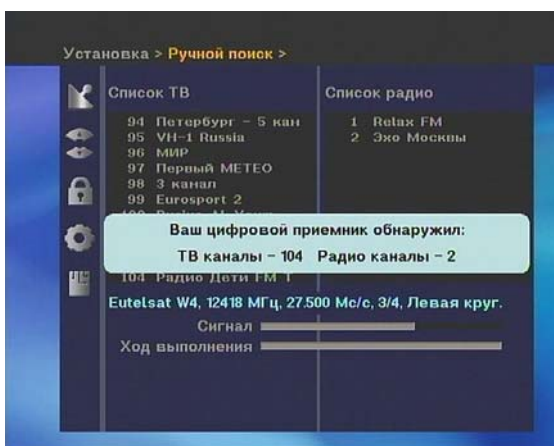 Установка > Ручной поиск >
Список ТВ
94 Петербург - 5 кан
95 VH-1 Russia
96 МИР
97 Первый МЕТЕО
98 3 канал
99 Eurosport 2
Список радио
1 Relax FM
2 Эхо Москвы
Ваш цифровой приемник обнаружил:
ТВ каналы - 104 Радио каналы - 2
104 Радио Дети FM
Eutelsat W4, 12418 МГц, 27.500 Мс/с, 3/4, Левая круг.
Сигнал
Ход выполнения